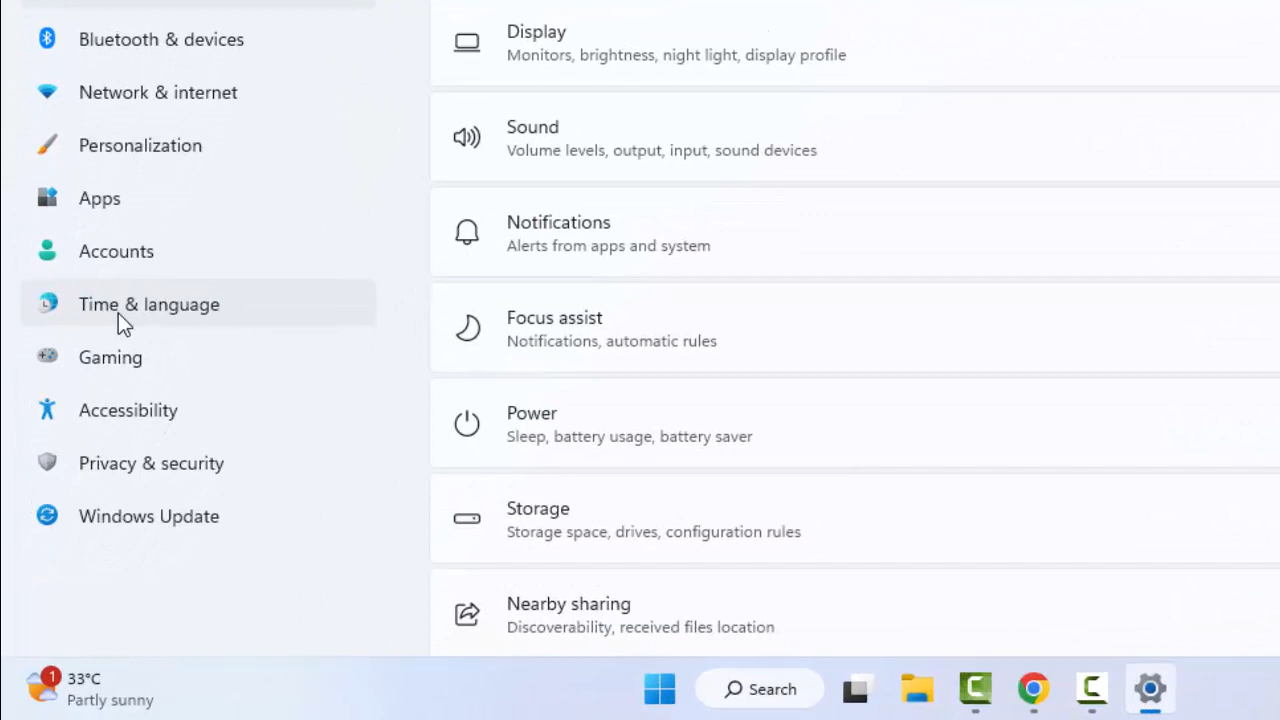 Bluetooth & devices
Network & internet
Personalization
Apps
Accounts
Time & language
Gaming
Accessibility
Privacy & security
Windows Update
Display
Monitors, brightness, night light, display profile
Sound
Volume levels, output, input, sound devices
Notifications
Alerts from apps and system
Focus assist
Notifications, automatic rules
Power
Sleep, battery usage, battery saver
Storage
Storage space, drives, configuration rules
Nearby sharing
Discoverability, received files location
1
33°C
Partly sunny
Search